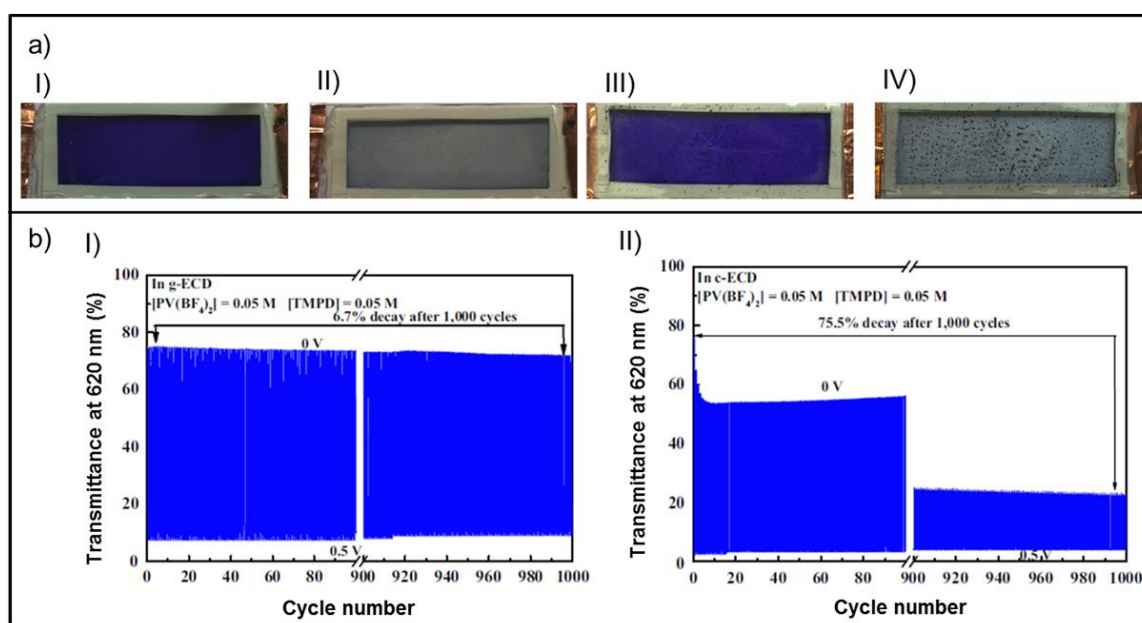 a)
I)
II)
III)
IV)
b)
I)
II)
100
80
60
40
20
0
Transmittance at 620 nm (%)
In g-ECD
[PV(BF₄)₂] = 0.05 M [TMPD] = 0.05 M
6.7% decay after 1,000 cycles
0 V
0.5 V
0 20 40 60 80 900 920 940 960 980 1000
Cycle number
100
80
60
40
20
0
Transmittance at 620 nm (%)
In c-ECD
[PV(BF₄)₂] = 0.05 M [TMPD] = 0.05 M
75.5% decay after 1,000 cycles
0 V
0.5 V
0 20 40 60 80 900 920 940 960 980 1000
Cycle number